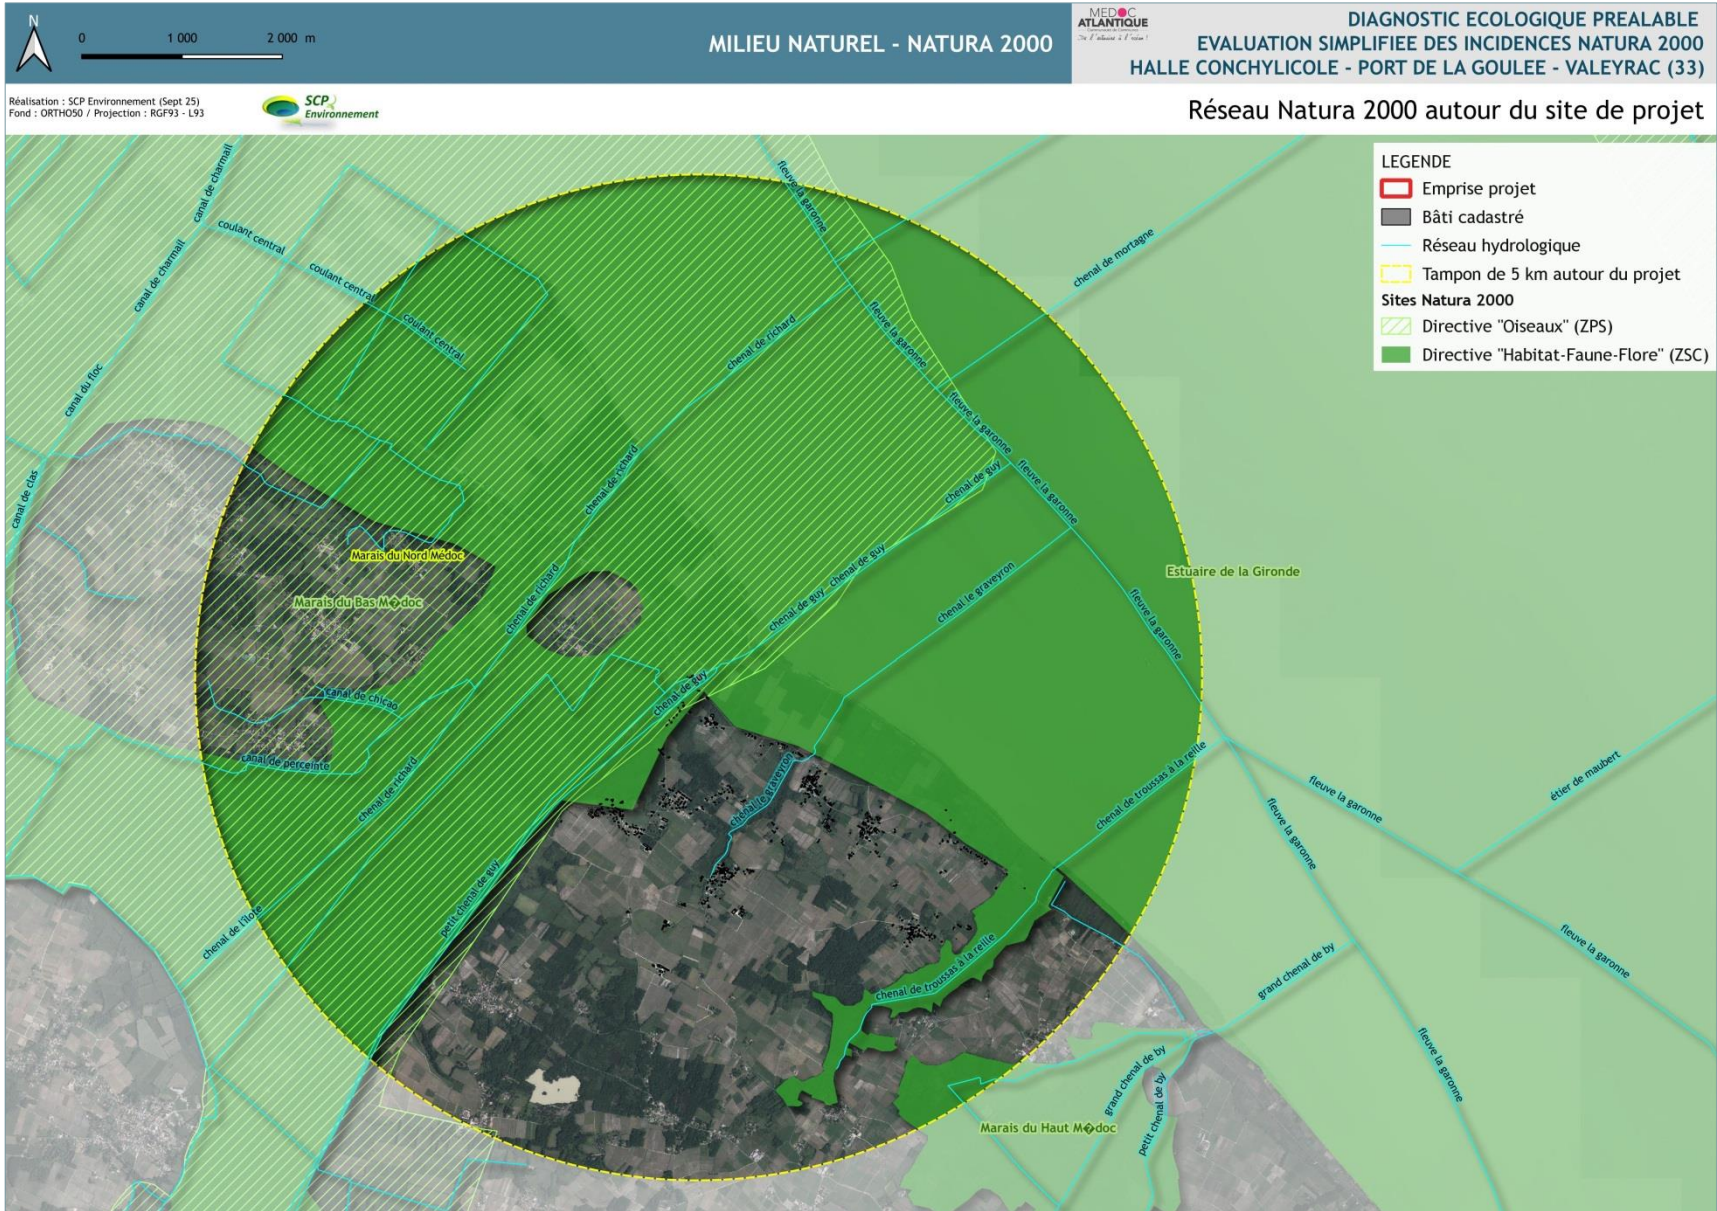 N
0 1 000 2 000 m
MILIEU NATUREL - NATURA 2000
MEDOC
ATLANTIQUE
DIAGNOSTIC ECOLOGIQUE PREALABLE
EVALUATION SIMPLIFIEE DES INCIDENCES NATURA 2000
HALLE CONCHYLICOLE - PORT DE LA GOULEE - VALEYRAC (33)
Réalisation : SCP Environnement (Sept 25)
Fond : ORTHO50 / Projection : RGF93 - L93
SCP
Environnement
Réseau Natura 2000 autour du site de projet
LEGENDE
Emprise projet
Bâti cadastré
Réseau hydrologique
Tampon de 5 km autour du projet
Sites Natura 2000
Directive "Oiseaux" (ZPS)
Directive "Habitat-Faune-Flore" (ZSC)
canal de charmail
fleuve la garonne
coulant central
canal de charmail
coulant central
chenal de mortagne
coulant central
chenal de richard
fleuve la garonne
canal du floc
fleuve la garonne
canal de clas
chenal de richard
chenal de guy
fleuve la garonne
Marais du Nord Médoc
chenal de guy
Estuaire de la Gironde
Marais du Bas M�doc
chenal de richard
chenal de guy
chenal le graveyron
fleuve la garonne
canal de chiçao
chenal de guy
canal de perceinte
chenal de richard
chenal le graveyron
chenal de troussas à la reille
fleuve la garonne
étier de maubert
fleuve la garonne
petit chenal de guy
chenal de l'ilote
chenal de troussas à la reille
grand chenal de by
fleuve la garonne
grand chenal de by
petit chenal de by
fleuve la garonne
Marais du Haut M�doc